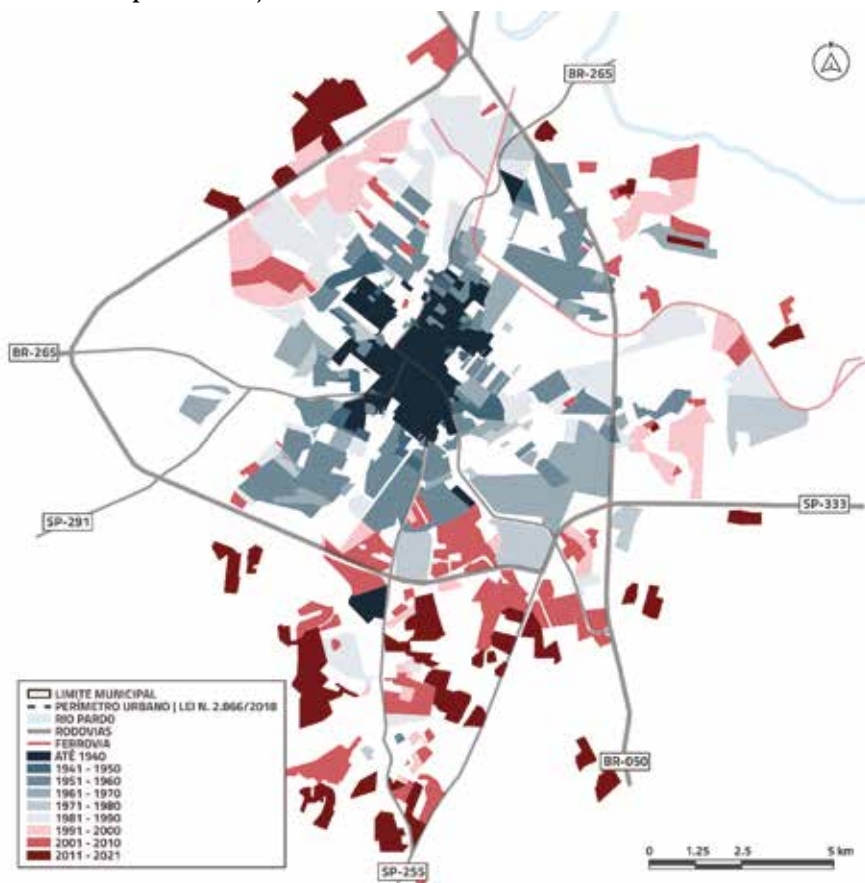 BR-265
BR-265
SP-291
SP-333
LIMITE MUNICIPAL
PERÍMETRO URBANO | LEI N. 2.866/2018
RIO PARDO
RODOVIAS
FERROVIA
ATÉ 1940
1941 - 1950
1951 - 1960
1961 - 1970
1971 - 1980
1981 - 1990
1991 - 2000
2001 - 2010
2011 - 2021
BR-050
SP-255
0 1.25 2.5 5 km